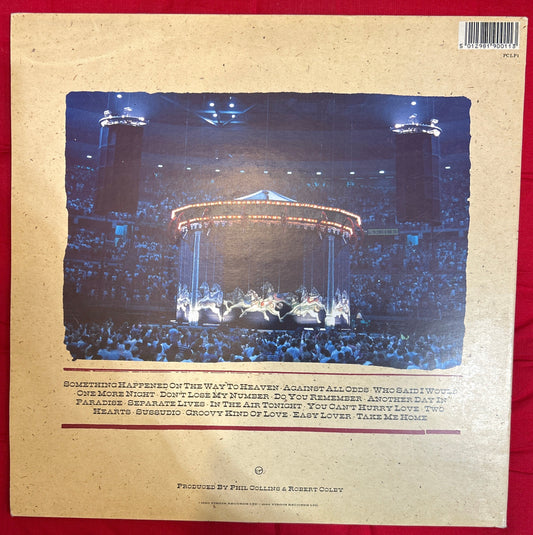 5 012981 900113
PCLP1
Something Happened On The Way To Heaven · Against All Odds · Who Said I Would
· One More Night · Don't Lose My Number · Do You Remember · Another Day In
Paradise · Separate Lives · In The Air Tonight · You Can't Hurry Love · Two
Hearts · Sussudio · Groovy Kind Of Love · Easy Lover · Take Me Home
Produced By Phil Collins & Robert Colby